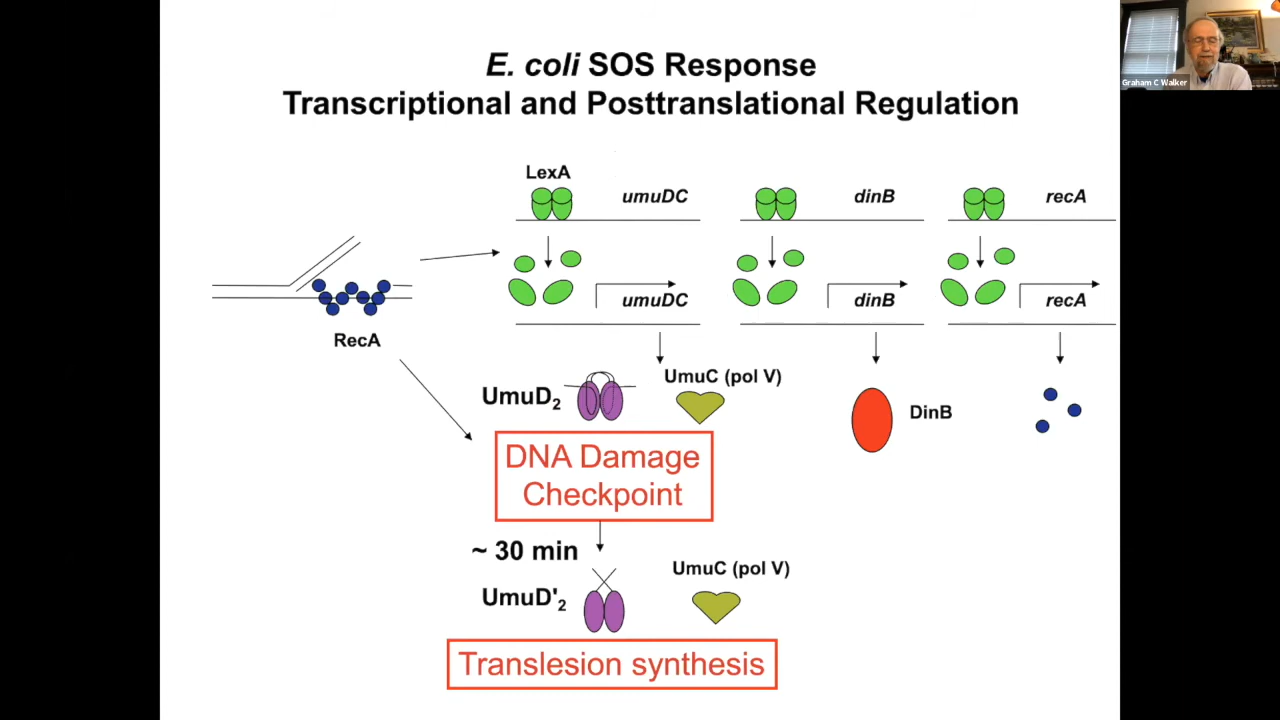 E. coli SOS Response
Transcriptional and Posttranslational Regulation
Graham C Walker
LexA
umuDC
dinB
recA
umuDC
dinB
recA
RecA
UmuD2
UmuC (pol V)
DinB
DNA Damage
Checkpoint
~ 30 min
UmuC (pol V)
UmuD'2
Translesion synthesis